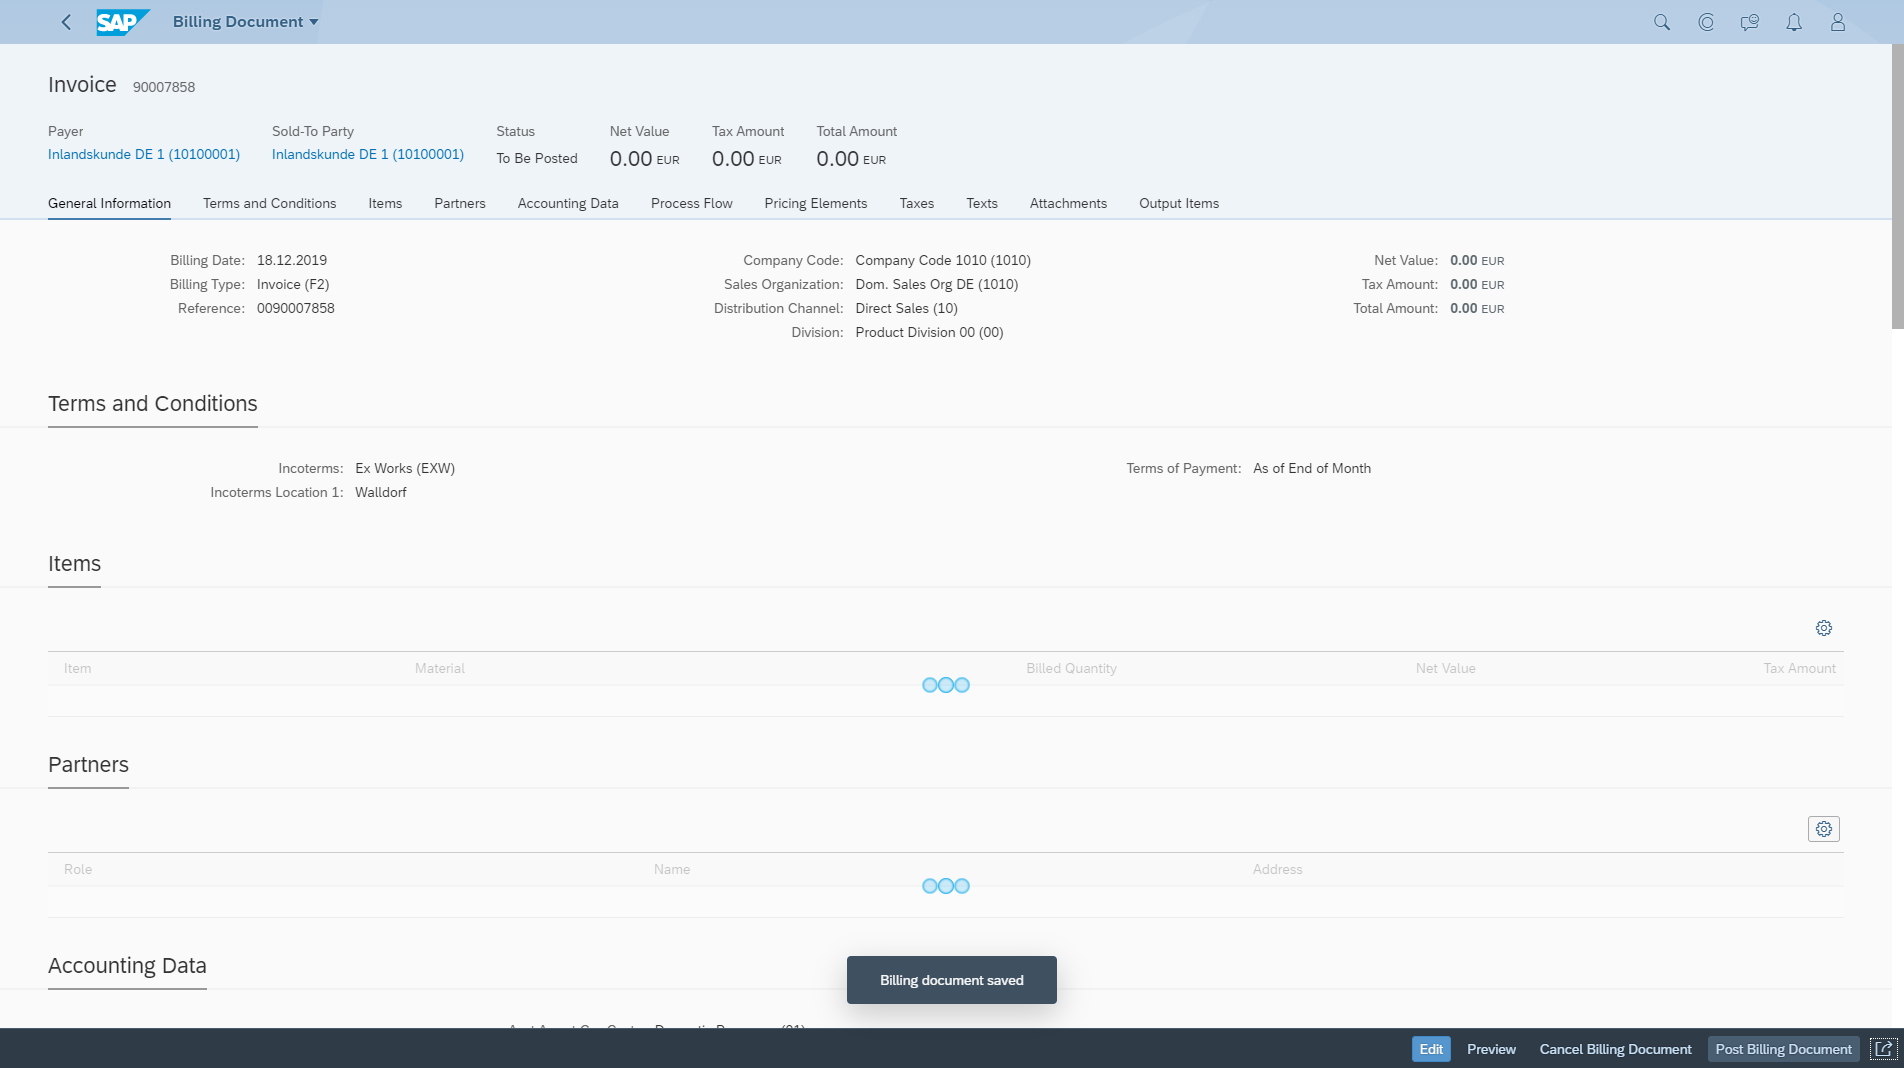 SAP Billing Document
Invoice 90007858
Payer Sold-To Party Status Net Value Tax Amount Total Amount
Inlandskunde DE 1 (10100001) Inlandskunde DE 1 (10100001) To Be Posted 0.00 EUR 0.00 EUR 0.00 EUR
General Information Terms and Conditions Items Partners Accounting Data Process Flow Pricing Elements Taxes Texts Attachments Output Items
Billing Date: 18.12.2019 Company Code: Company Code 1010 (1010) Net Value: 0.00 EUR
Billing Type: Invoice (F2) Sales Organization: Dom. Sales Org DE (1010) Tax Amount: 0.00 EUR
Reference: 0090007858 Distribution Channel: Direct Sales (10) Total Amount: 0.00 EUR
Division: Product Division 00 (00)
Terms and Conditions
Incoterms: Ex Works (EXW) Terms of Payment: As of End of Month
Incoterms Location 1: Walldorf
Items
Item Material Billed Quantity Net Value Tax Amount
Partners
Role Name Address
Accounting Data
Billing document saved
Edit Preview Cancel Billing Document Post Billing Document